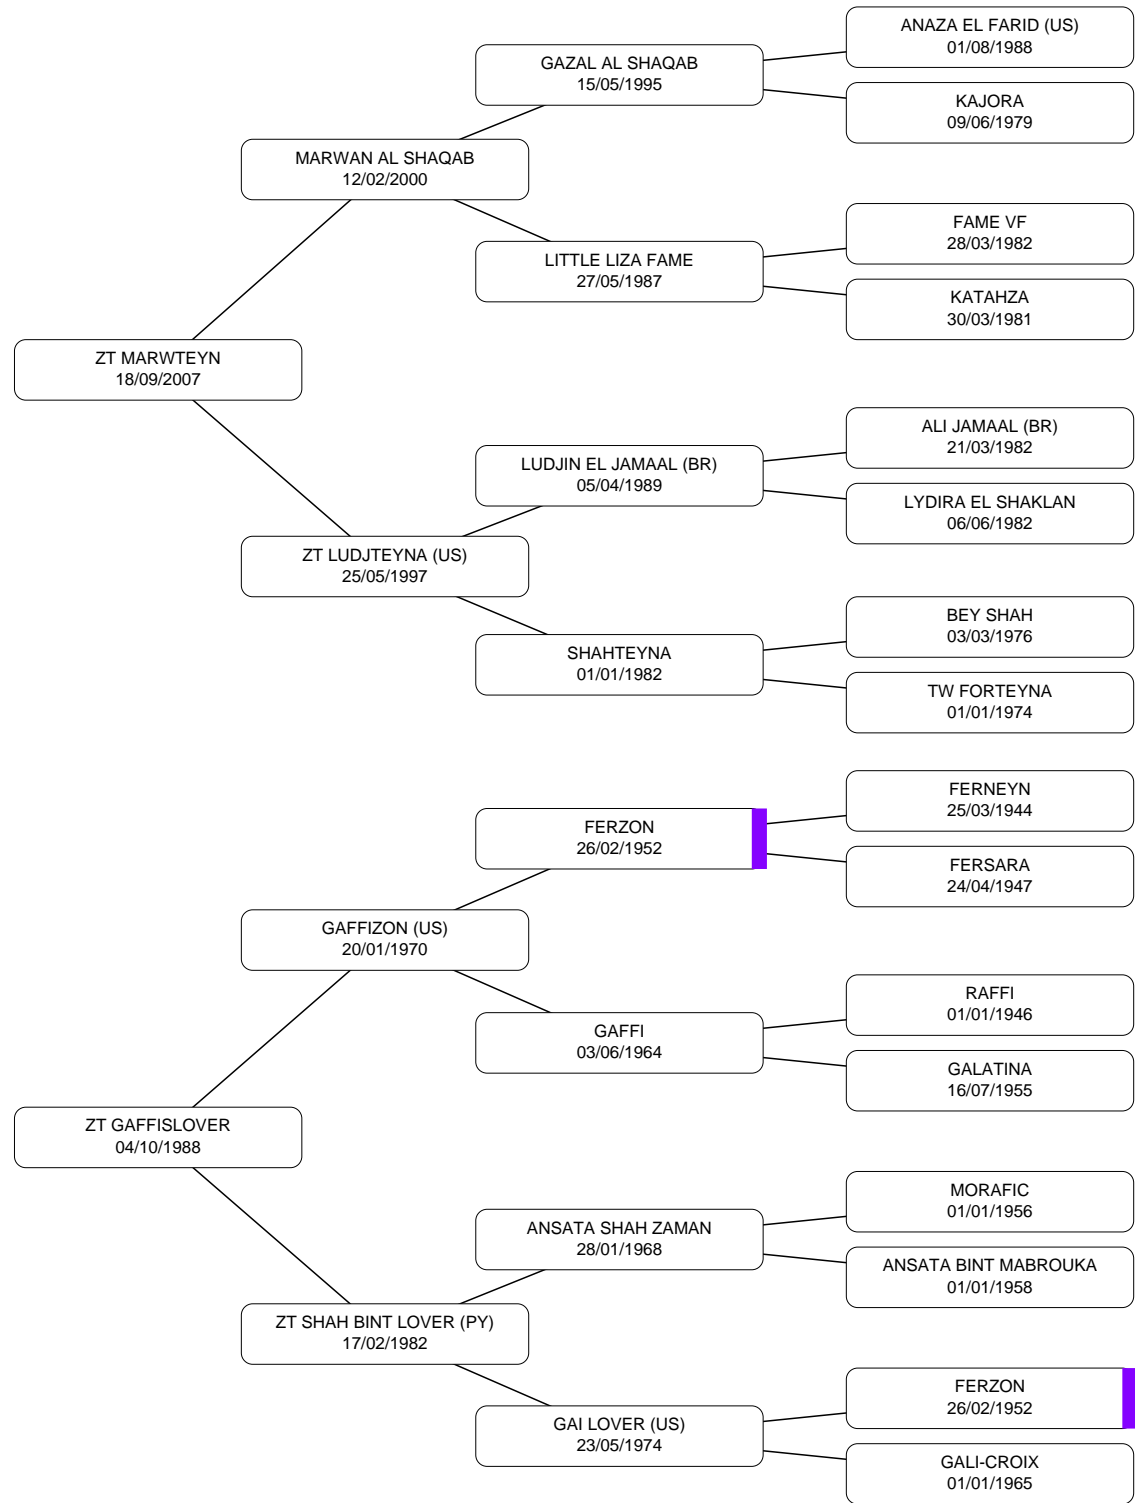 ANAZA EL FARID (US)
01/08/1988
GAZAL AL SHAQAB
15/05/1995
KAJORA
09/06/1979
MARWAN AL SHAQAB
12/02/2000
FAME VF
28/03/1982
LITTLE LIZA FAME
27/05/1987
KATAHZA
30/03/1981
ZT MARWTEYN
18/09/2007
ALI JAMAAL (BR)
21/03/1982
LUDJIN EL JAMAAL (BR)
05/04/1989
LYDIRA EL SHAKLAN
06/06/1982
ZT LUDJTEYNA (US)
25/05/1997
BEY SHAH
03/03/1976
SHAHTEYNA
01/01/1982
TW FORTEYNA
01/01/1974
FERNEYN
25/03/1944
FERZON
26/02/1952
FERSARA
24/04/1947
GAFFIZON (US)
20/01/1970
RAFFI
01/01/1946
GAFFI
03/06/1964
GALATINA
16/07/1955
ZT GAFFISLOVER
04/10/1988
MORAFIC
01/01/1956
ANSATA SHAH ZAMAN
28/01/1968
ANSATA BINT MABROUKA
01/01/1958
ZT SHAH BINT LOVER (PY)
17/02/1982
FERZON
26/02/1952
GAI LOVER (US)
23/05/1974
GALI-CROIX
01/01/1965